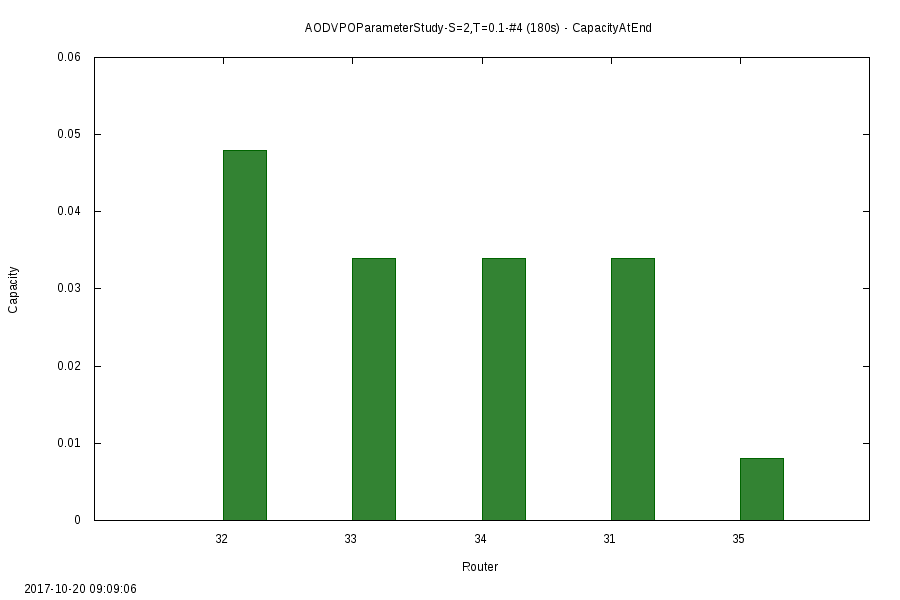 AODVPOParameterStudy-S=2,T=0.1-#4 (180s) - CapacityAtEnd
0.06
0.05
0.04
0.03
0.02
0.01
0
Capacity
32 33 34 31 35
Router
2017-10-20 09:09:06